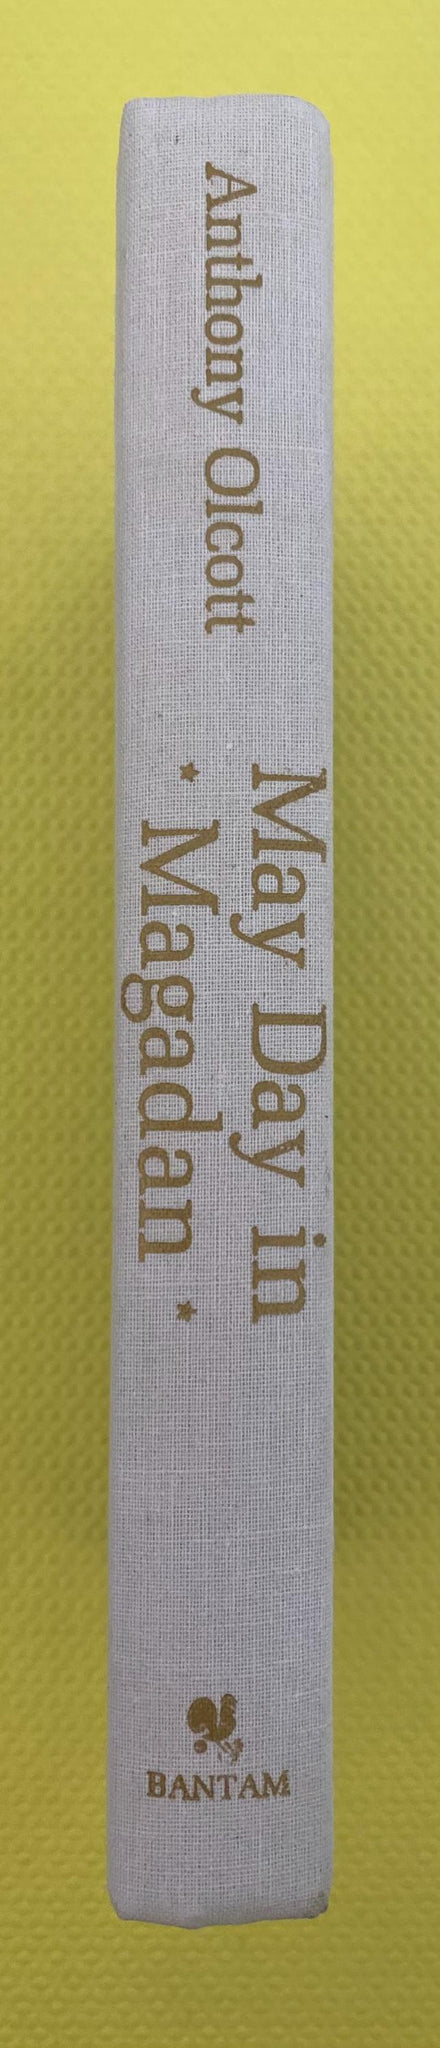 Anthony Olcott
May Day in
★ Magadan ★
BANTAM